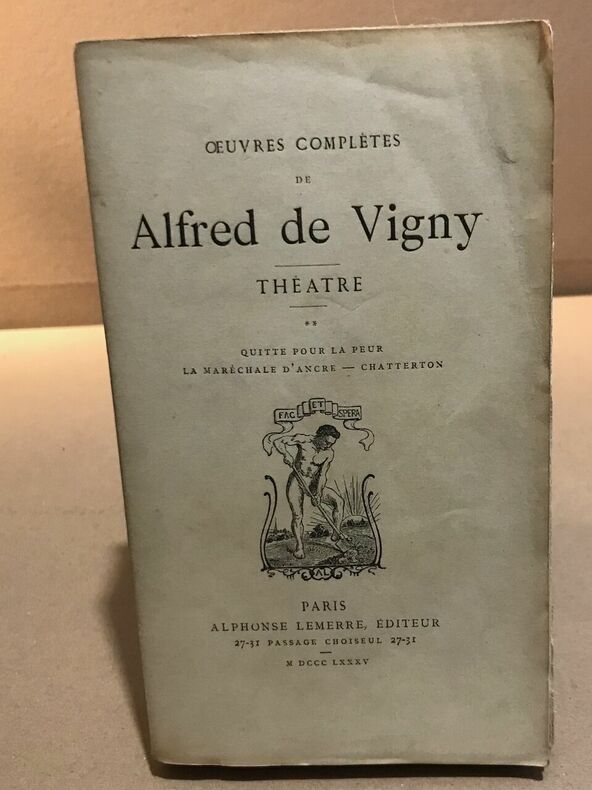 ŒUVRES COMPLÈTES
DE
Alfred de Vigny
THÉATRE
**
QUITTE POUR LA PEUR
LA MARÉCHALE D'ANCRE — CHATTERTON
FAC ET SPERA
AL
PARIS
ALPHONSE LEMERRE, ÉDITEUR
27-31 PASSAGE CHOISEUL 27-31
M DCCC LXXXV